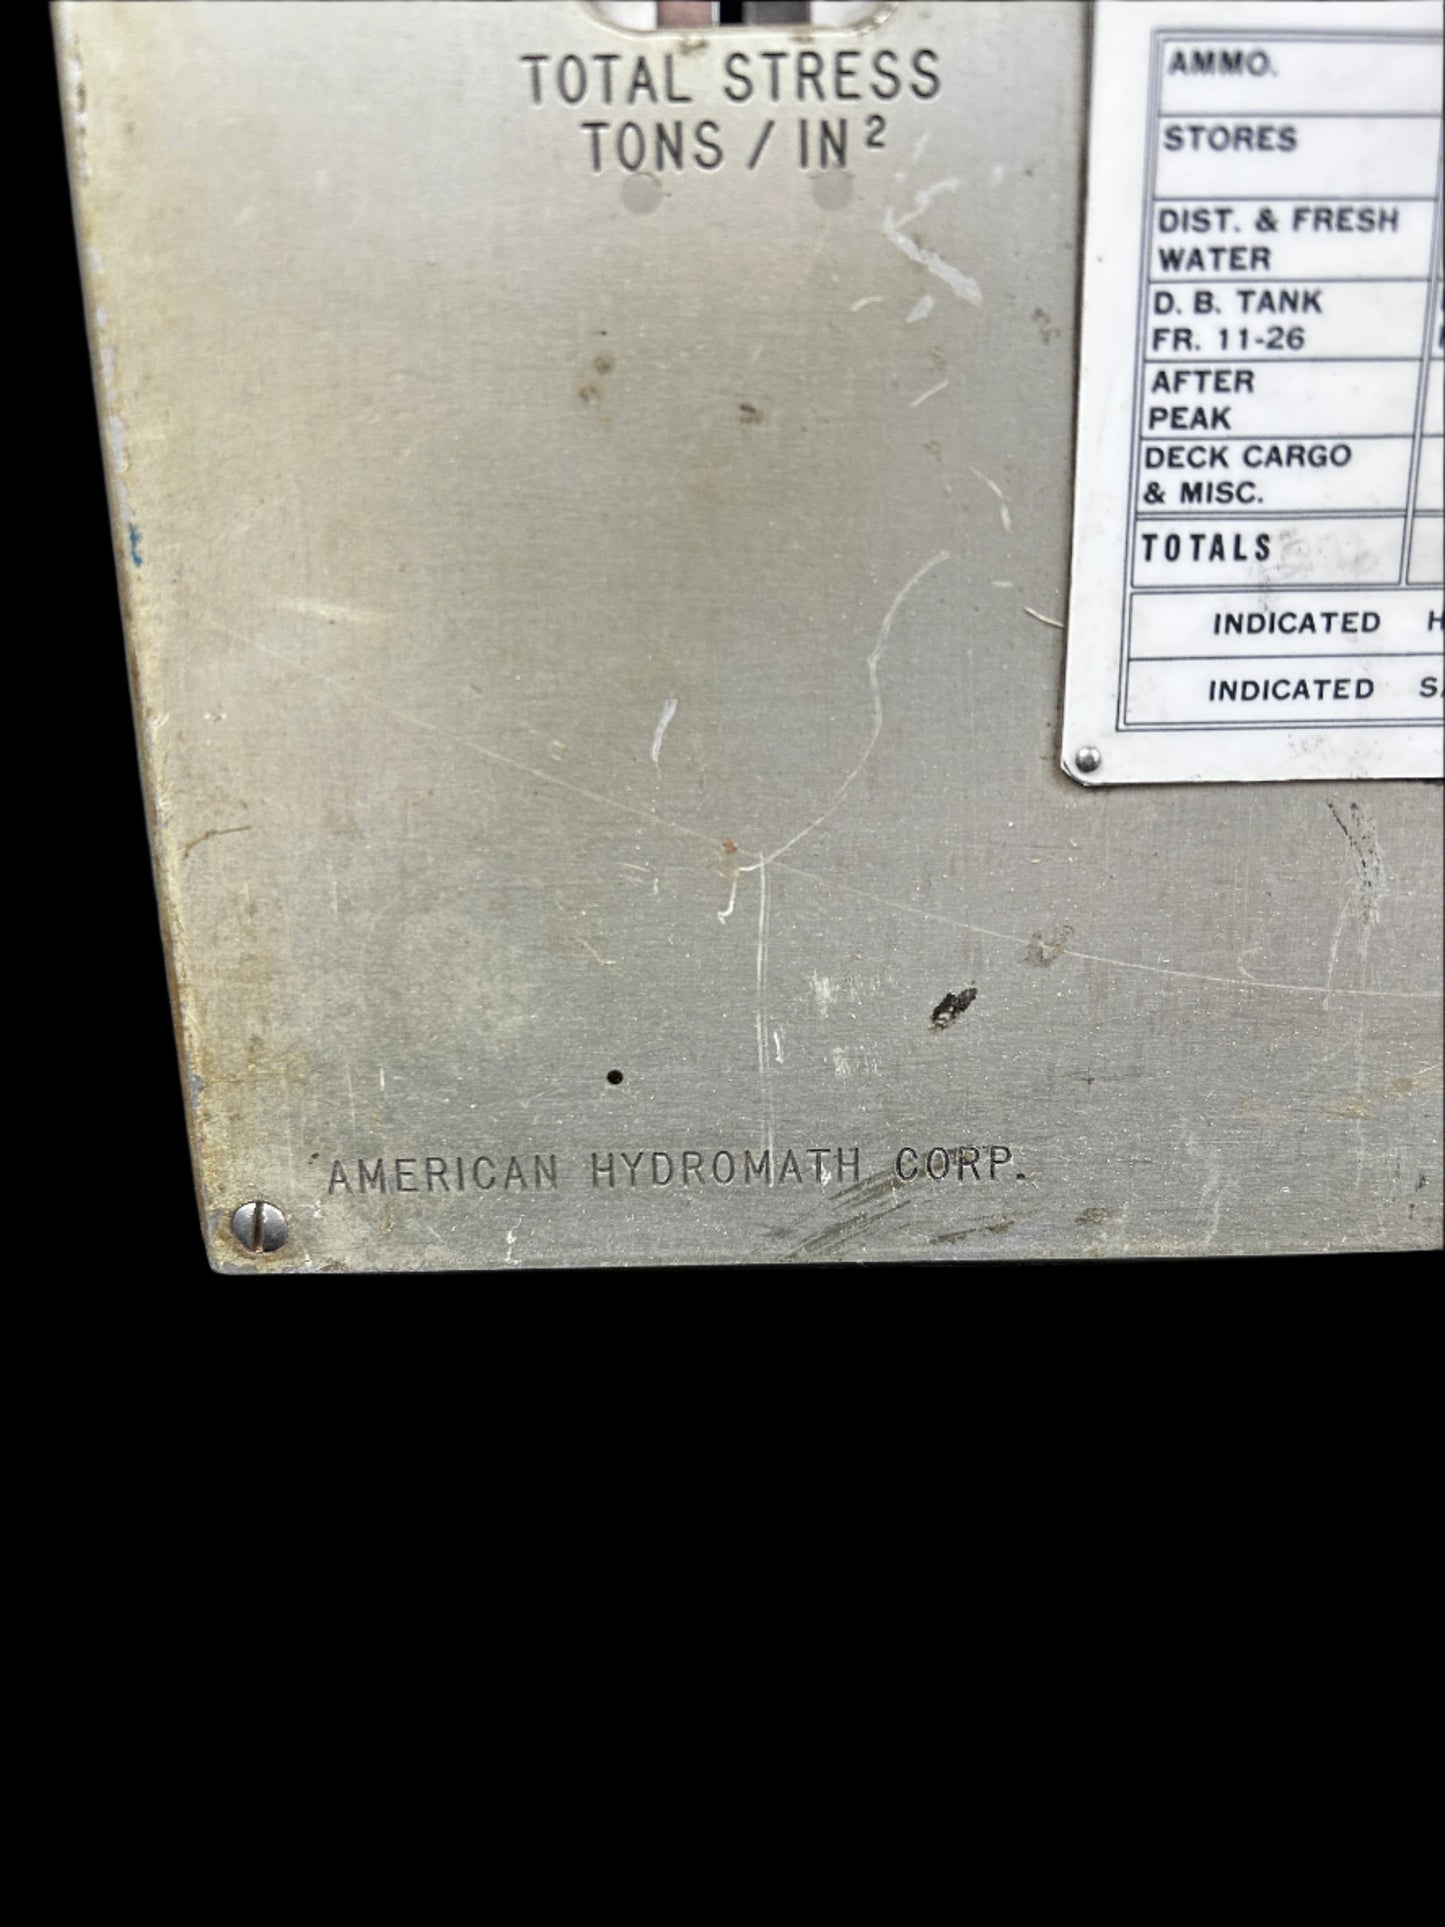 TOTAL STRESS
TONS / IN²
AMMO.
STORES
DIST. & FRESH
WATER
D. B. TANK
FR. 11-26
AFTER
PEAK
DECK CARGO
& MISC.
TOTALS
INDICATED
INDICATED
AMERICAN HYDROMATH CORP.